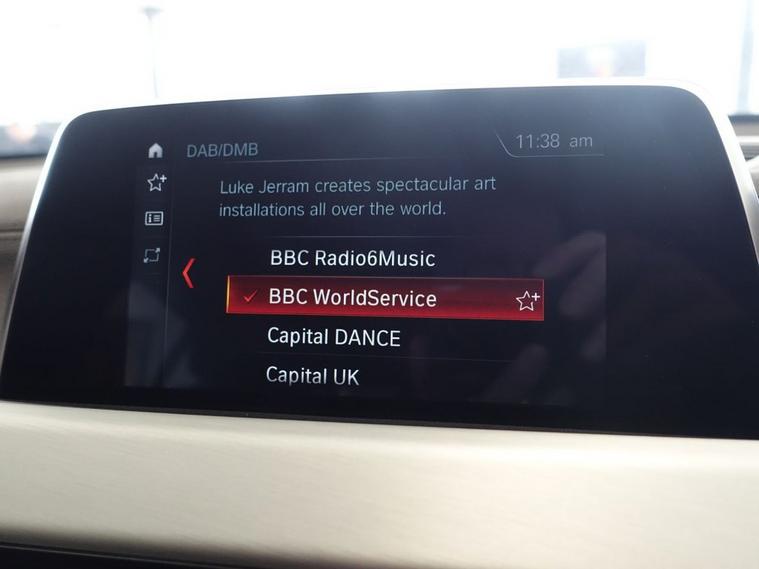 DAB/DMB
11:38 am
Luke Jerram creates spectacular art
installations all over the world.
BBC Radio6Music
BBC WorldService
Capital DANCE
Capital UK